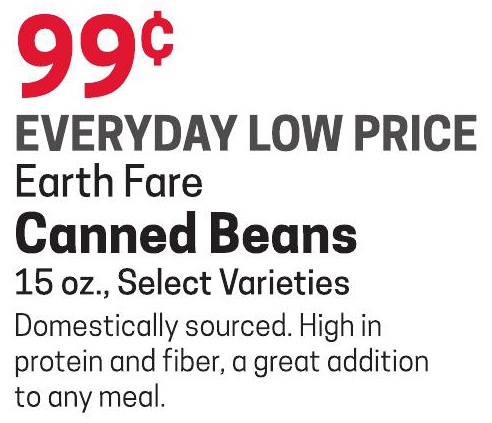 99¢
EVERYDAY LOW PRICE
Earth Fare
Canned Beans
15 oz., Select Varieties
Domestically sourced. High in
protein and fiber, a great addition
to any meal.